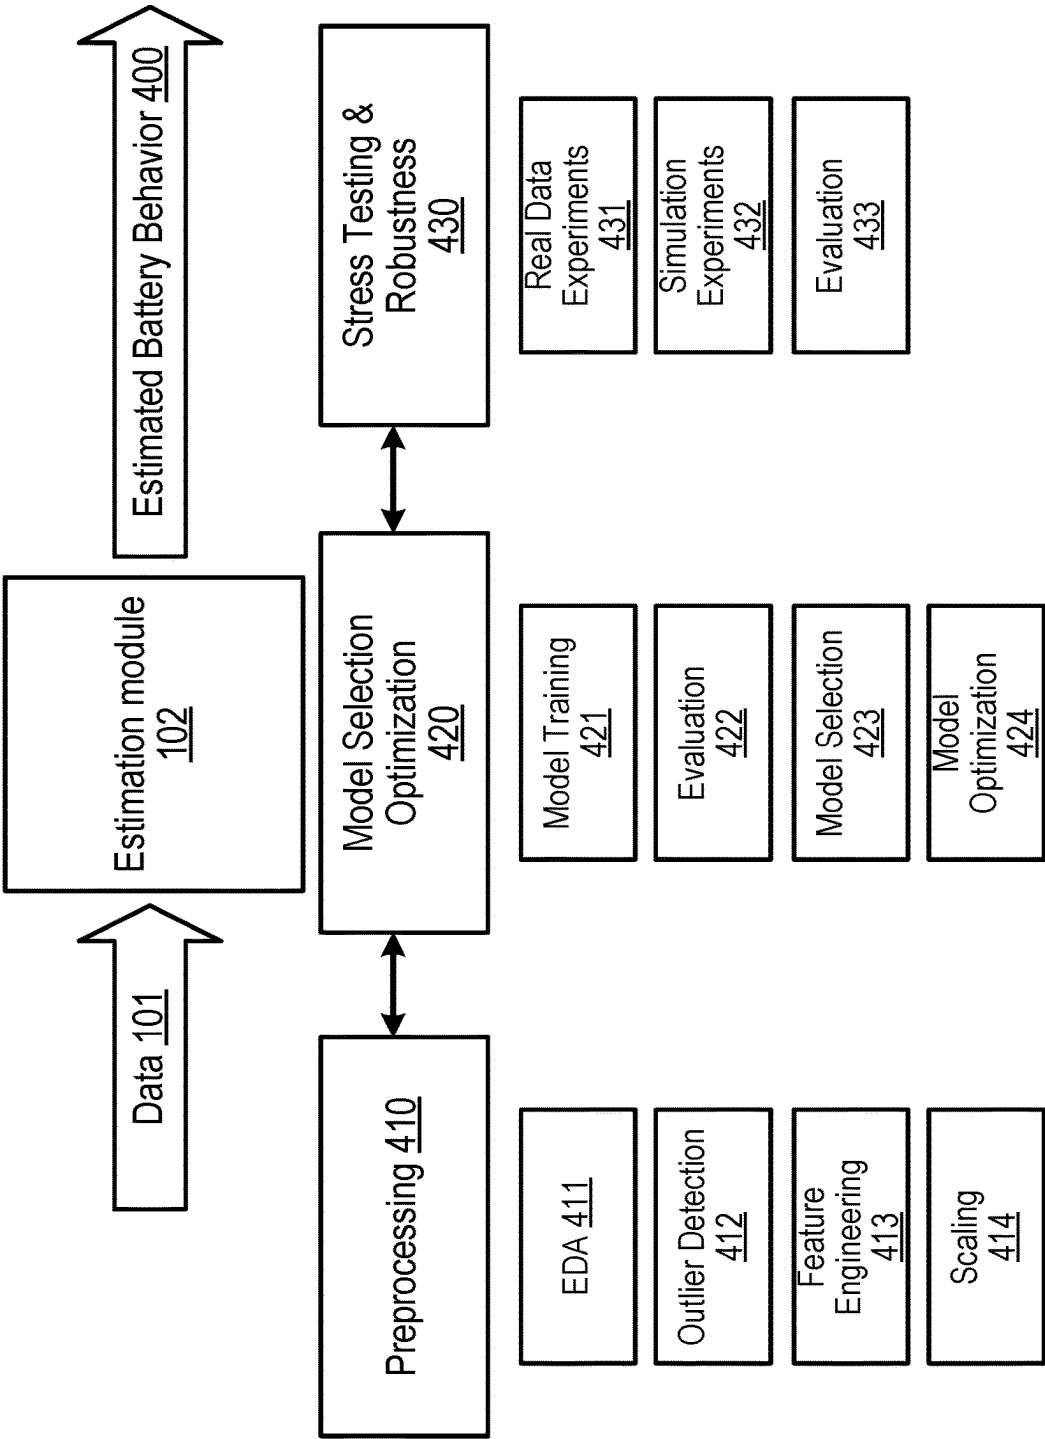 Data 101
Estimation module
102
Estimated Battery Behavior 400
Preprocessing 410
EDA 411
Outlier Detection
412
Feature
Engineering
413
Scaling
414
Model Selection
Optimization
420
Model Training
421
Evaluation
422
Model Selection
423
Model
Optimization
424
Stress Testing &
Robustness
430
Real Data
Experiments
431
Simulation
Experiments
432
Evaluation
433